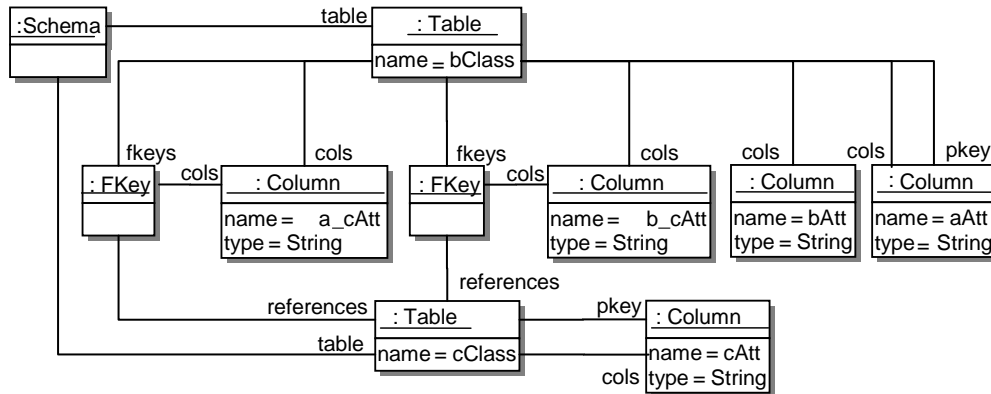 :Schema
table
: Table
name = bClass
fkeys
cols
fkeys
cols
cols
cols
pkey
: FKey
cols
: Column
name = a_cAtt
type = String
: FKey
cols
: Column
name = b_cAtt
type = String
: Column
name = bAtt
type = String
: Column
name = aAtt
type = String
references
references
table
: Table
name = cClass
pkey
cols
: Column
name = cAtt
type = String